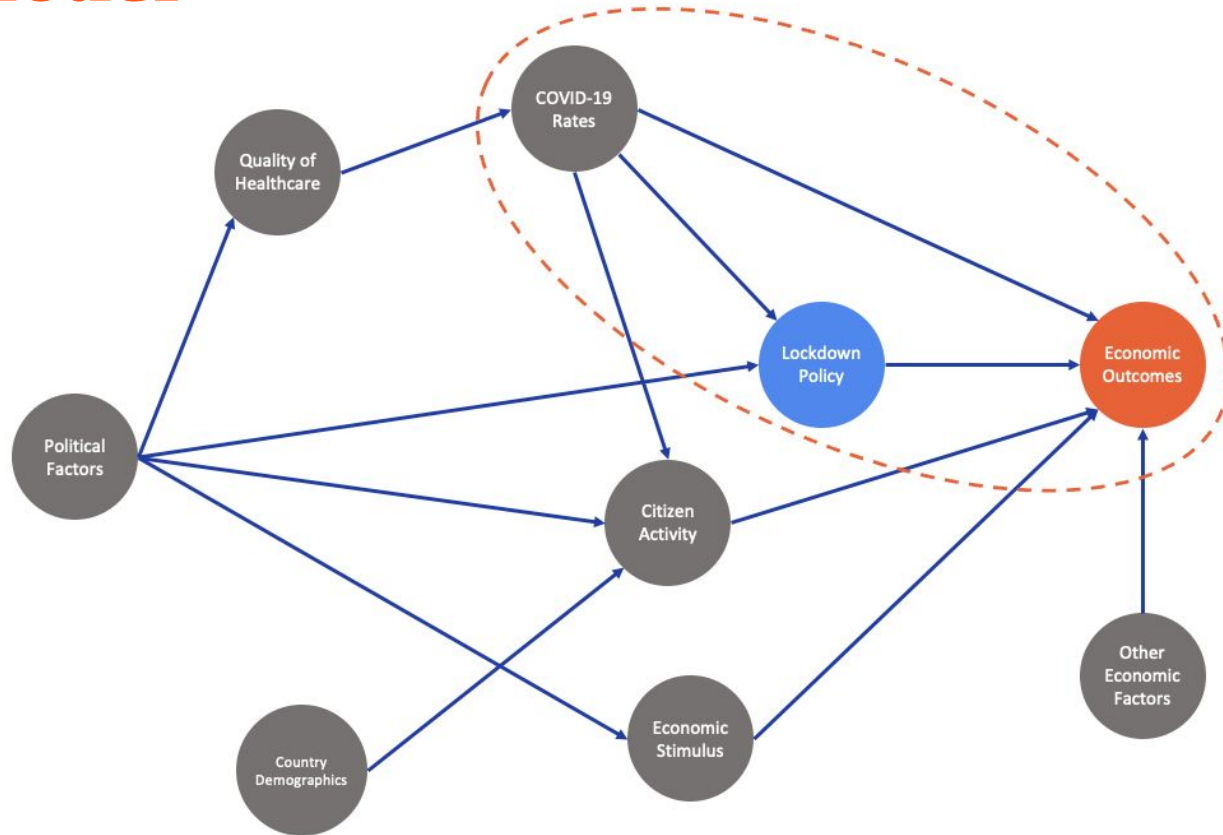 COVID-19
Rates
Quality of
Healthcare
Lockdown
Policy
Economic
Outcomes
Political
Factors
Citizen
Activity
Other
Economic
Factors
Economic
Stimulus
Country
Demographics